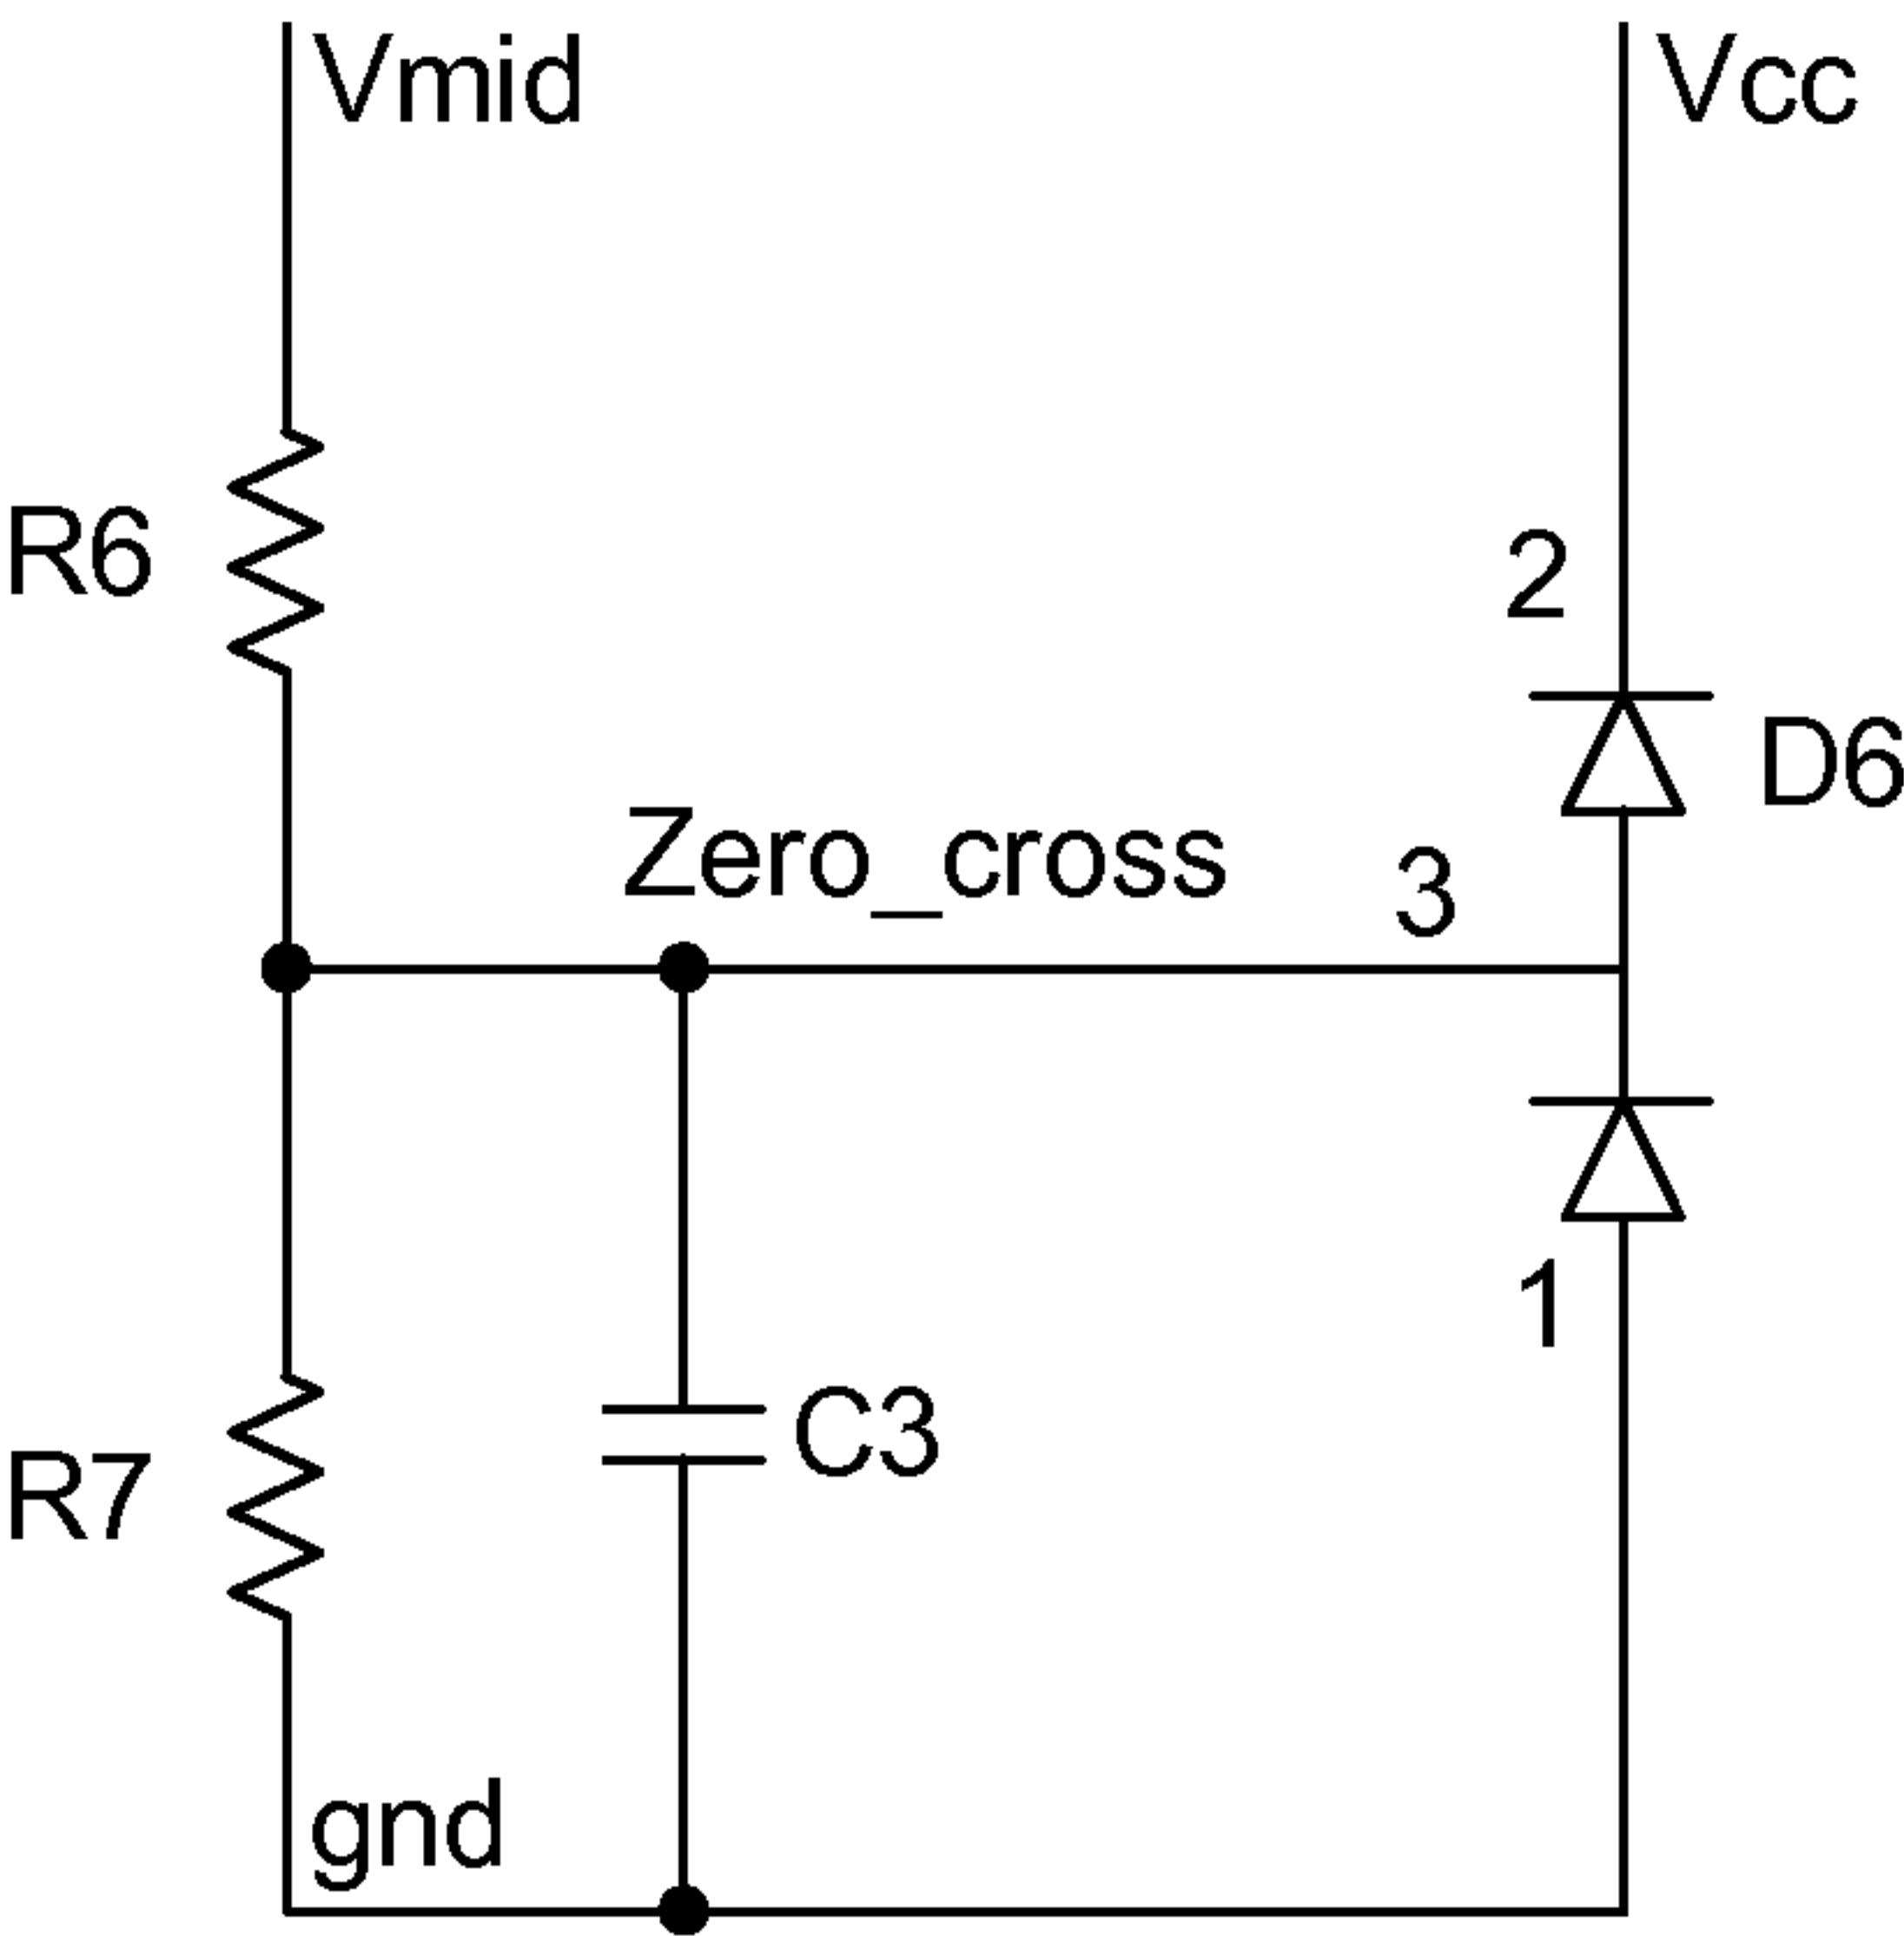 Vmid
Vcc
R6
2
D6
Zero_cross
3
1
C3
R7
gnd